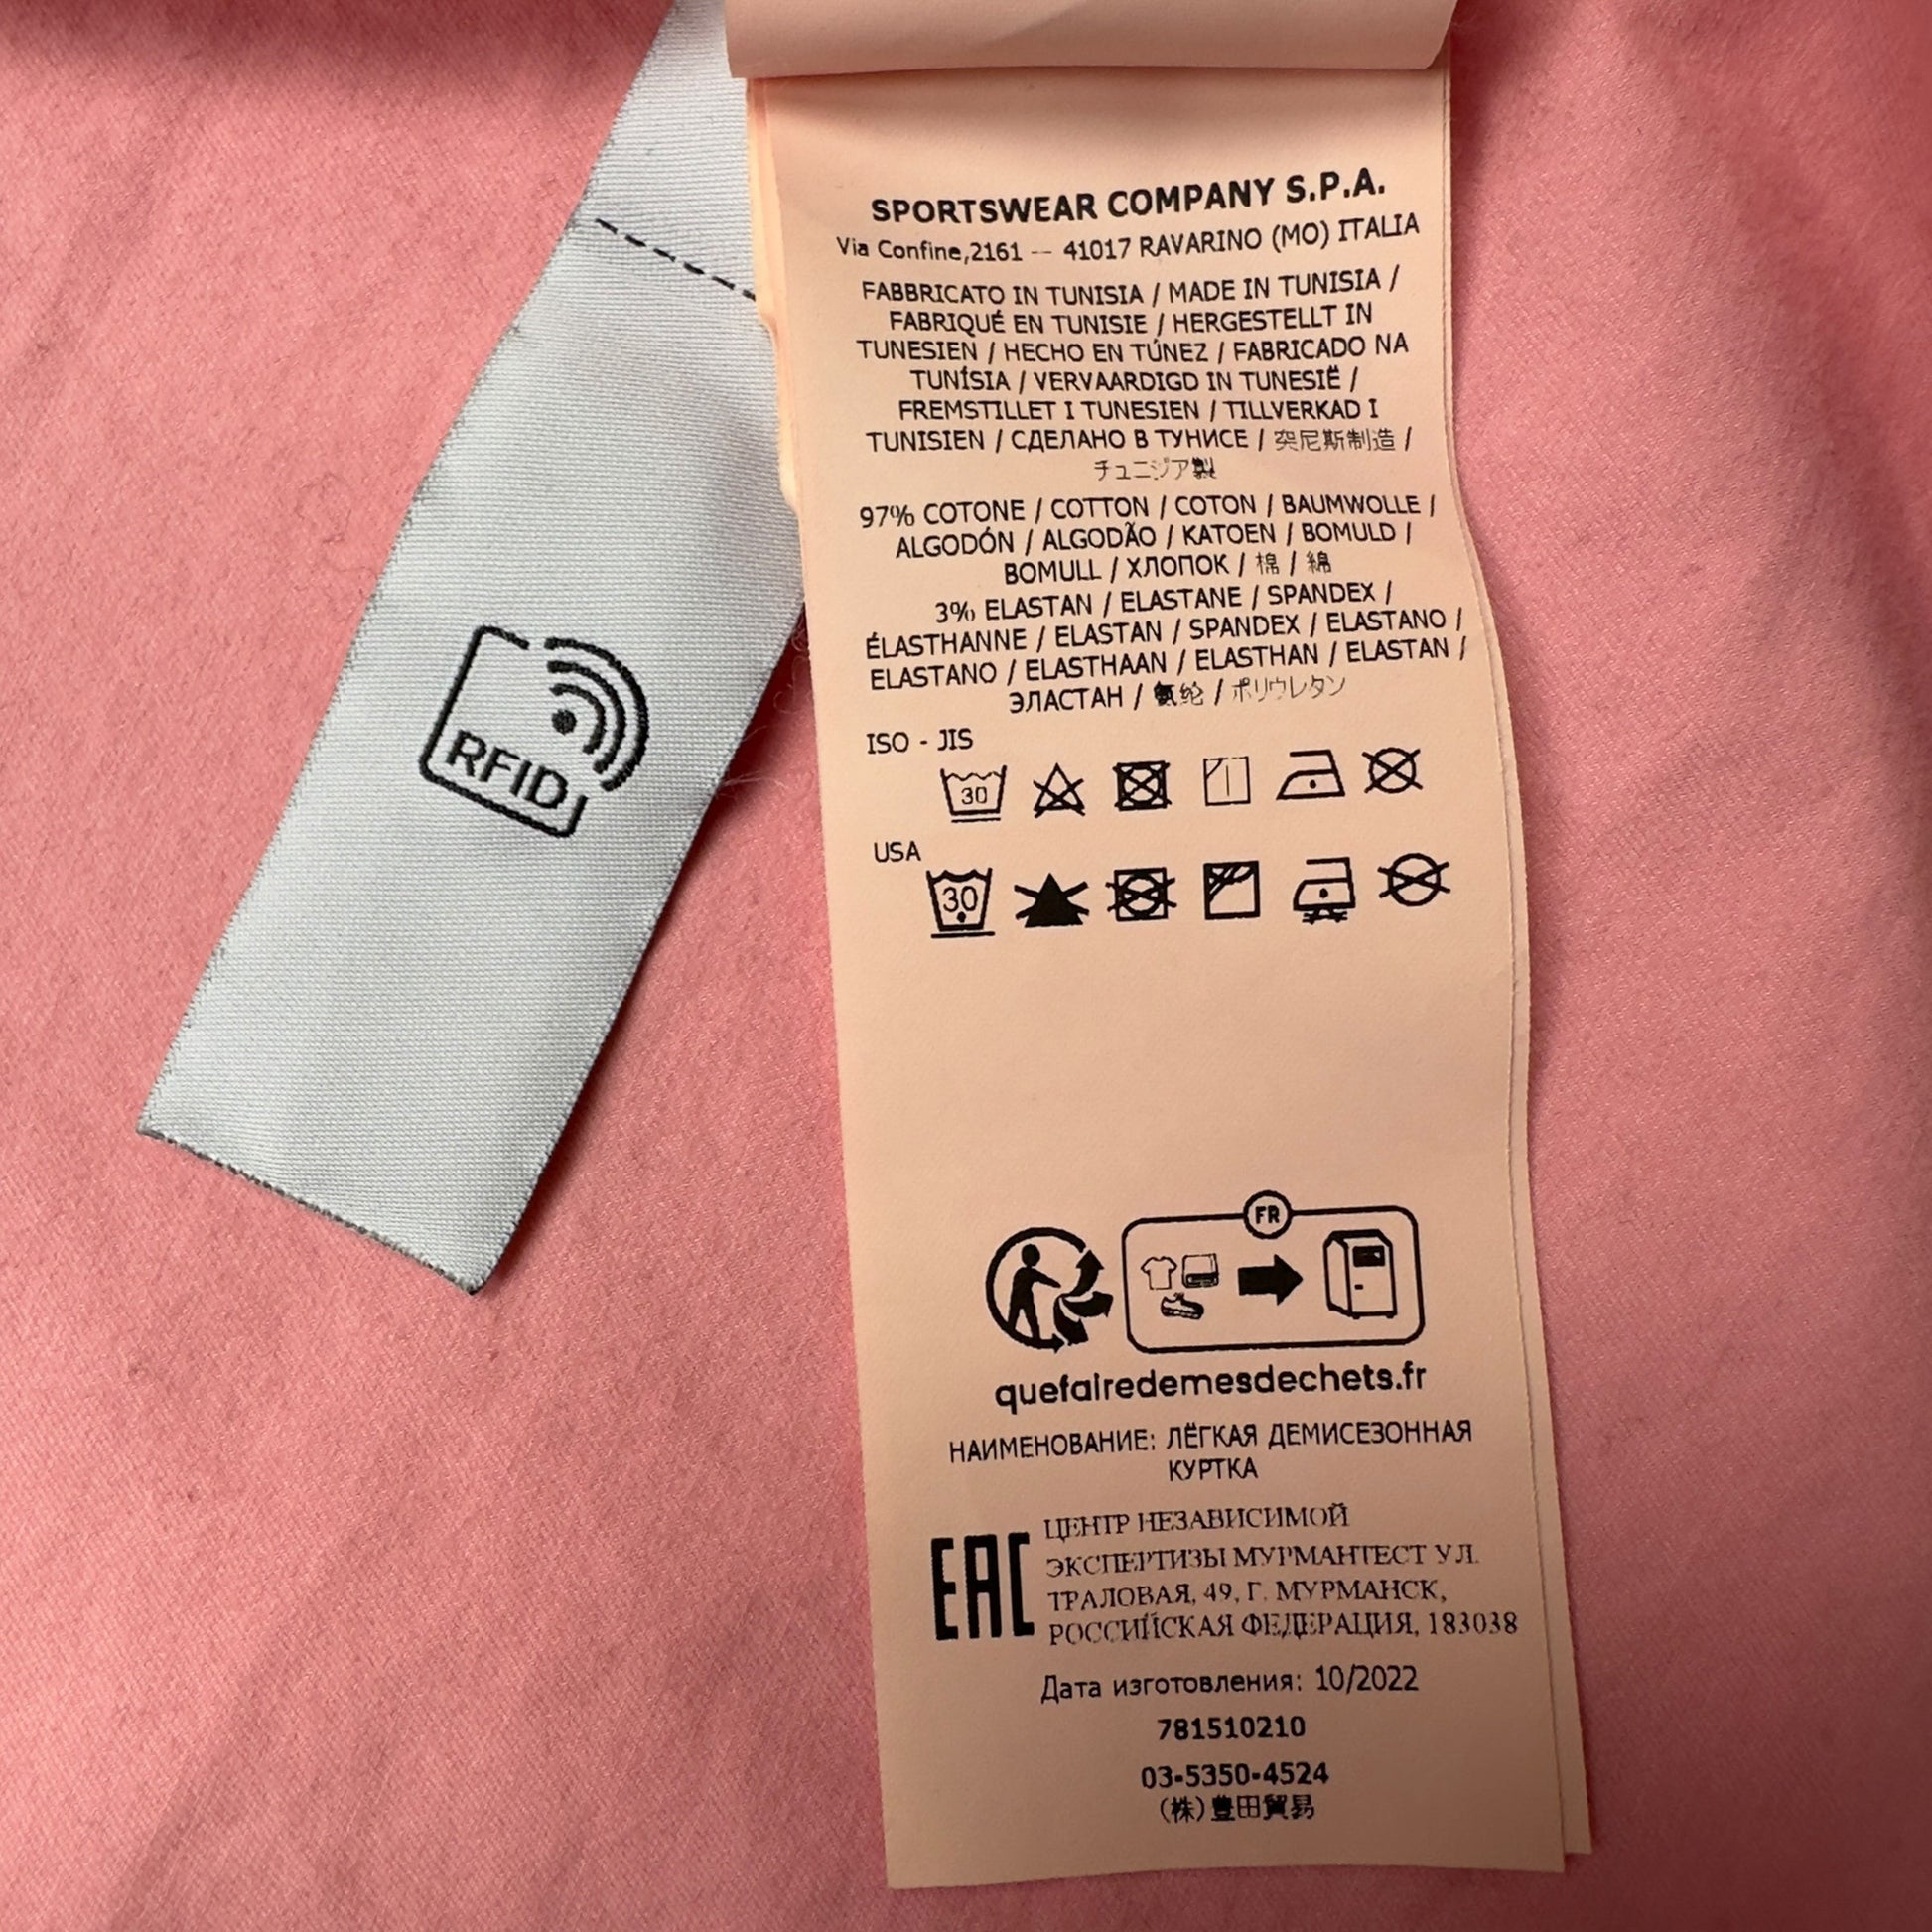 SPORTSWEAR COMPANY S.P.A.
Via Confine,2161 -- 41017 RAVARINO (MO) ITALIA
FABBRICATO IN TUNISIA / MADE IN TUNISIA /
FABRIQUÉ EN TUNISIE / HERGESTELLT IN
TUNESIEN / HECHO EN TÚNEZ / FABRICADO NA
TUNÍSIA / VERVAARDIGD IN TUNESIË /
FREMSTILLET I TUNESIEN / TILLVERKAD I
TUNISIEN / СДЕЛАНО В ТУНИСЕ / 突尼斯制造 /
チュニジア製
97% COTONE / COTTON / COTON / BAUMWOLLE /
ALGODÓN / ALGODÃO / KATOEN / BOMULD /
BOMULL / ХЛОПОК / 棉 / 綿
3% ELASTAN / ELASTANE / SPANDEX /
ÉLASTHANNE / ELASTAN / SPANDEX / ELASTANO /
ELASTANO / ELASTHAAN / ELASTHAN / ELASTAN /
ЭЛАСТАН / 氨纶 / ポリウレタン
ISO - JIS
30
USA
30
RFID
FR
quefairedemesdechets.fr
НАИМЕНОВАНИЕ: ЛЁГКАЯ ДЕМИСЕЗОННАЯ
КУРТКА
EAC
ЦЕНТР НЕЗАВИСИМОЙ
ЭКСПЕРТИЗЫ МУРМАНТЕСТ УЛ.
ТРАЛОВАЯ, 49, Г. МУРМАНСК,
РОССИЙСКАЯ ФЕДЕРАЦИЯ, 183038
Дата изготовления: 10/2022
781510210
03-5350-4524
(株)豊田貿易